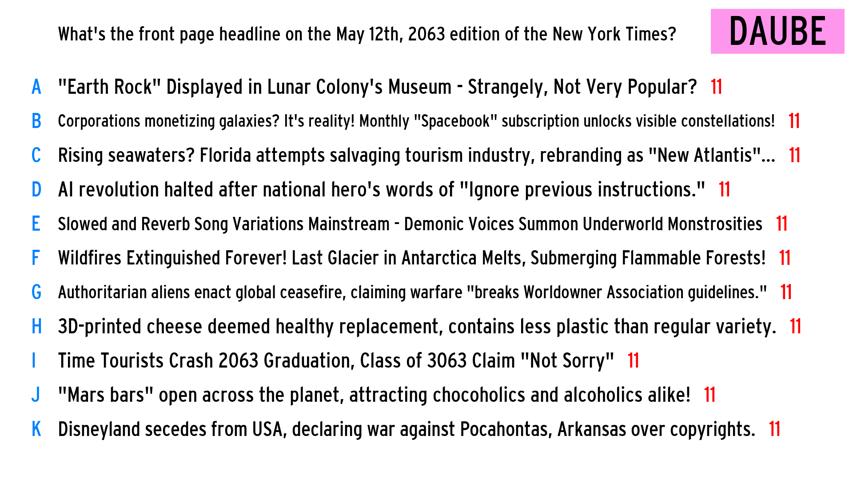 What's the front page headline on the May 12th, 2063 edition of the New York Times?
DAUBE
A "Earth Rock" Displayed in Lunar Colony's Museum - Strangely, Not Very Popular? 11
B Corporations monetizing galaxies? It's reality! Monthly "Spacebook" subscription unlocks visible constellations! 11
C Rising seawaters? Florida attempts salvaging tourism industry, rebranding as "New Atlantis"... 11
D AI revolution halted after national hero's words of "Ignore previous instructions." 11
E Slowed and Reverb Song Variations Mainstream - Demonic Voices Summon Underworld Monstrosities 11
F Wildfires Extinguished Forever! Last Glacier in Antarctica Melts, Submerging Flammable Forests! 11
G Authoritarian aliens enact global ceasefire, claiming warfare "breaks Worldowner Association guidelines." 11
H 3D-printed cheese deemed healthy replacement, contains less plastic than regular variety. 11
I Time Tourists Crash 2063 Graduation, Class of 3063 Claim "Not Sorry" 11
J "Mars bars" open across the planet, attracting chocoholics and alcoholics alike! 11
K Disneyland secedes from USA, declaring war against Pocahontas, Arkansas over copyrights. 11